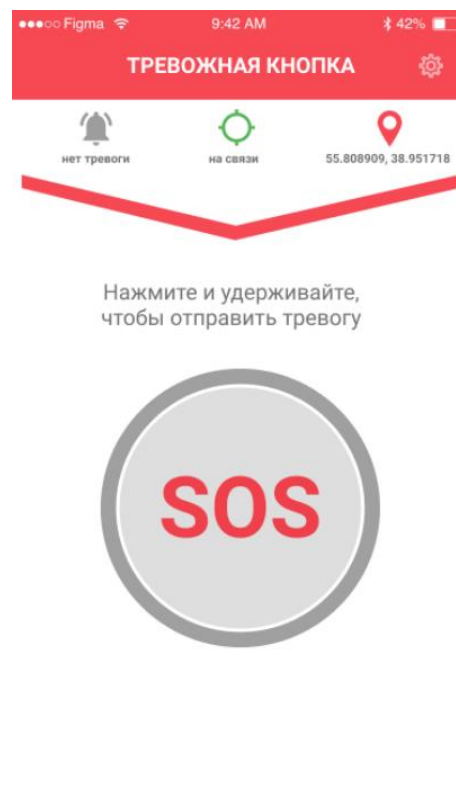 Figma 9:42 AM 42%
ТРЕВОЖНАЯ КНОПКА
нет тревоги на связи 55.808909, 38.951718
Нажмите и удерживайте,
чтобы отправить тревогу
SOS